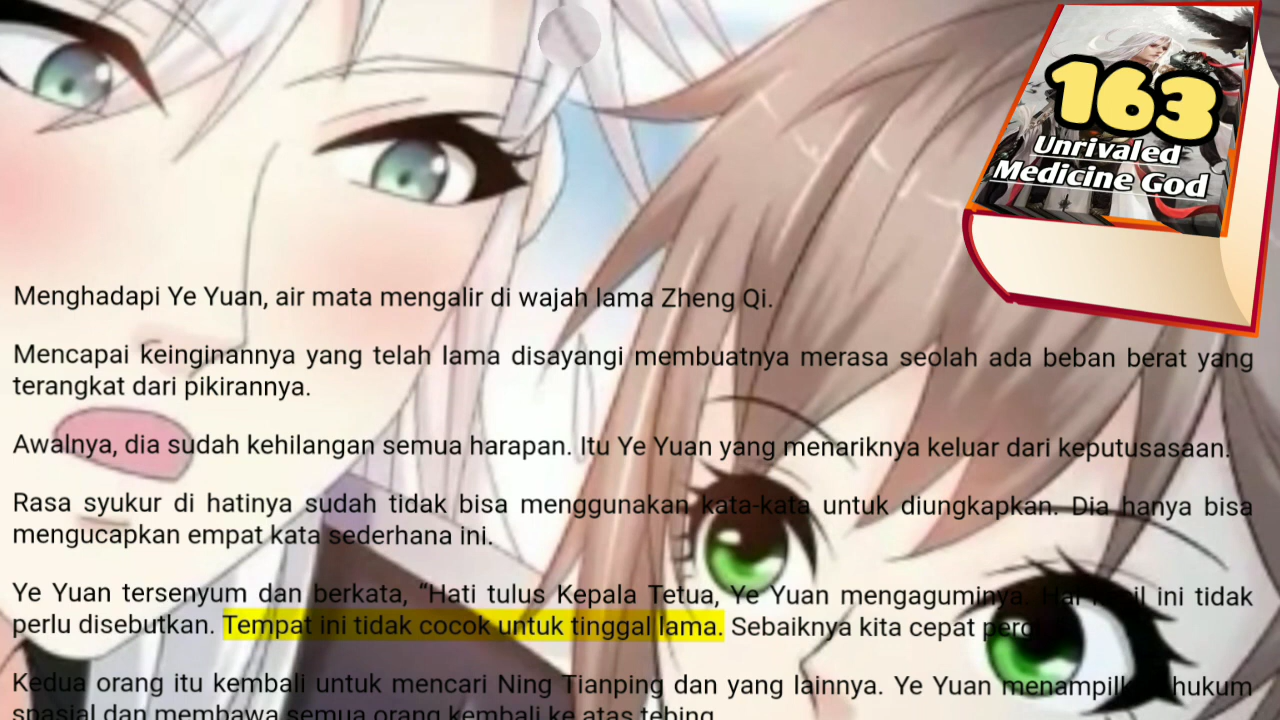 163
Unrivaled
Medicine God
Menghadapi Ye Yuan, air mata mengalir di wajah lama Zheng Qi.
Mencapai keinginannya yang telah lama disayangi membuatnya merasa seolah ada beban berat yang
terangkat dari pikirannya.
Awalnya, dia sudah kehilangan semua harapan. Itu Ye Yuan yang menariknya keluar dari keputusasaan.
Rasa syukur di hatinya sudah tidak bisa menggunakan kata-kata untuk diungkapkan. Dia hanya bisa
mengucapkan empat kata sederhana ini.
Ye Yuan tersenyum dan berkata, “Hati tulus Kepala Tetua, Ye Yuan mengaguminya. Hal kecil ini tidak
perlu disebutkan. Tempat ini tidak cocok untuk tinggal lama. Sebaiknya kita cepat
Kedua orang itu kembali untuk mencari Ning Tianping dan yang lainnya. Ye Yuan hukum
spasial dan membawa semua orang kembali ke atas tebing.